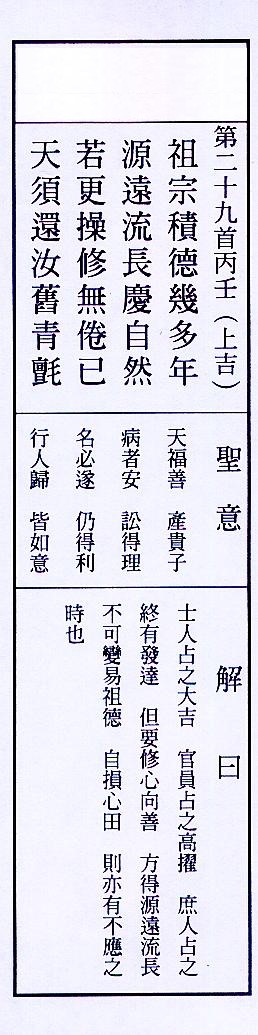 第二十九首丙壬（上吉）
祖宗積德幾多年
源遠流長慶自然
若更操修無倦已
天須還汝舊青氈
聖意
天福善　產貴子
病者安　訟得理
名必遂　仍得利
行人歸　皆如意
解曰
士人占之大吉　官員占之高擢　庶人占之
終有發達　但要修心向善　方得源遠流長
不可變易祖德　自損心田　則亦有不應之
時也